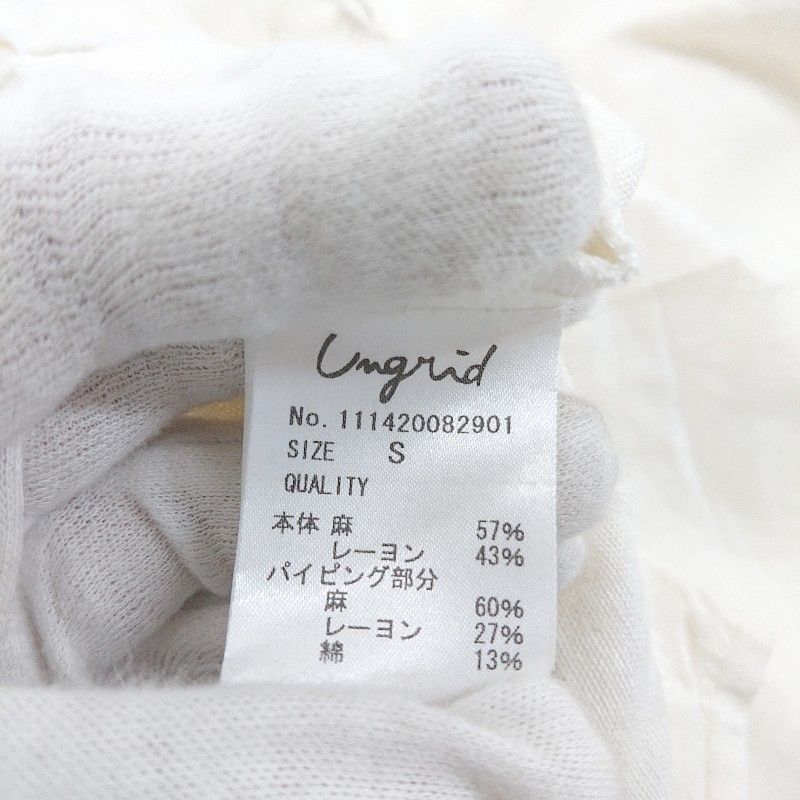 Ungrid
No. 111420082901
SIZE S
QUALITY
本体 麻 57%
レーヨン 43%
パイピング部分
麻 60%
レーヨン 27%
綿 13%